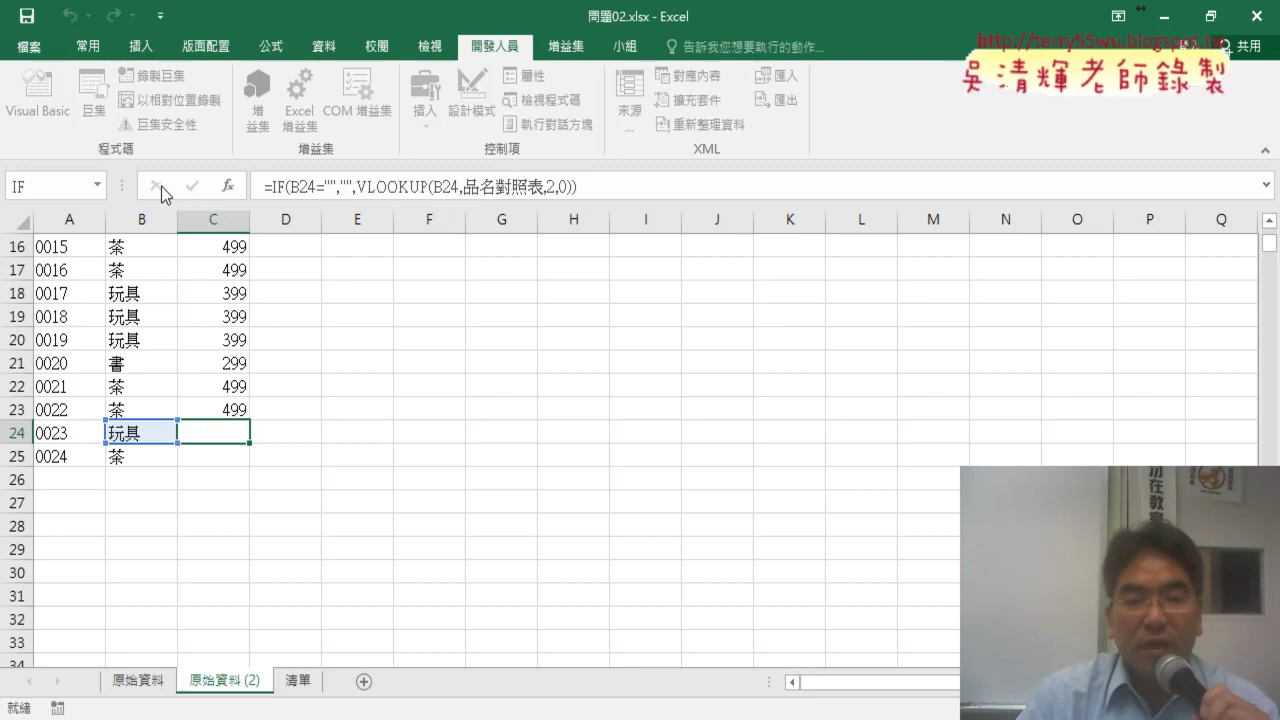 問題02.xlsx - Excel
檔案 常用 插入 版面配置 公式 資料 校閱 檢視 開發人員 增益集 小組 告訴我您想要執行的動作... 共用
http://terry55wu.blogspot.tw
吳清輝老師錄製
Visual Basic 巨集 錄製巨集 以相對位置錄製 巨集安全性 程式碼
增益集 Excel 增益集 COM 增益集 增益集
插入 設計模式 屬性 檢視程式碼 執行對話方塊 控制項
來源... 對應內容 擴充套件 重新整理資料 匯入 匯出 XML
IF fx =IF(B24="","",VLOOKUP(B24,品名對照表,2,0))
A B C D E F G H I J K L M N O P Q
16 0015 茶 499
17 0016 茶 499
18 0017 玩具 399
19 0018 玩具 399
20 0019 玩具 399
21 0020 書 299
22 0021 茶 499
23 0022 茶 499
24 0023 玩具
25 0024 茶
26
27
28
29
30
31
32
33
34
原始資料 原始資料 (2) 清單
就緒